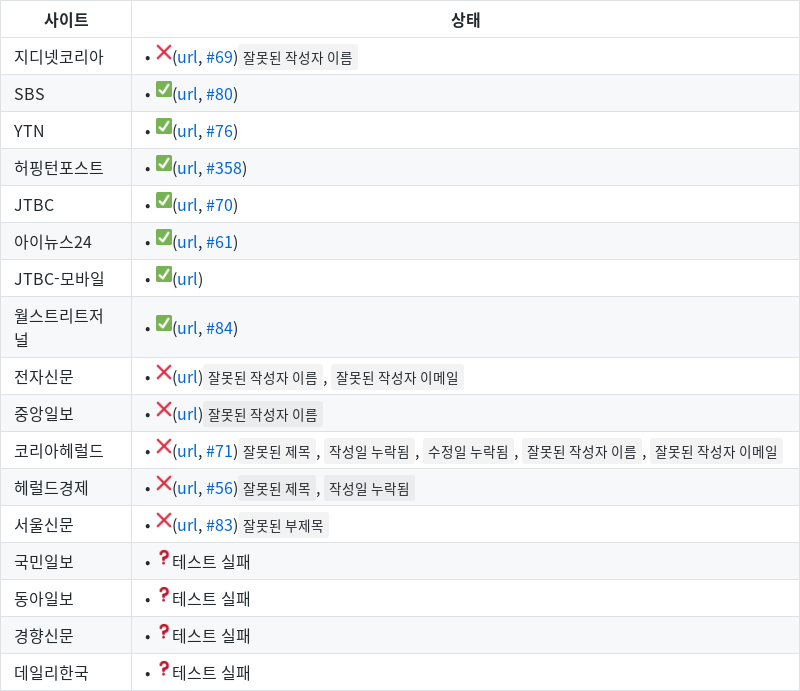 사이트 상태
지디넷코리아 • ❌(url, #69) 잘못된 작성자 이름
SBS • ✅(url, #80)
YTN • ✅(url, #76)
허핑턴포스트 • ✅(url, #358)
JTBC • ✅(url, #70)
아이뉴스24 • ✅(url, #61)
JTBC-모바일 • ✅(url)
월스트리트저
널 • ✅(url, #84)
전자신문 • ❌(url) 잘못된 작성자 이름 , 잘못된 작성자 이메일
중앙일보 • ❌(url) 잘못된 작성자 이름
코리아헤럴드 • ❌(url, #71) 잘못된 제목 , 작성일 누락됨 , 수정일 누락됨 , 잘못된 작성자 이름 , 잘못된 작성자 이메일
헤럴드경제 • ❌(url, #56) 잘못된 제목 , 작성일 누락됨
서울신문 • ❌(url, #83) 잘못된 부제목
국민일보 • ❓테스트 실패
동아일보 • ❓테스트 실패
경향신문 • ❓테스트 실패
데일리한국 • ❓테스트 실패